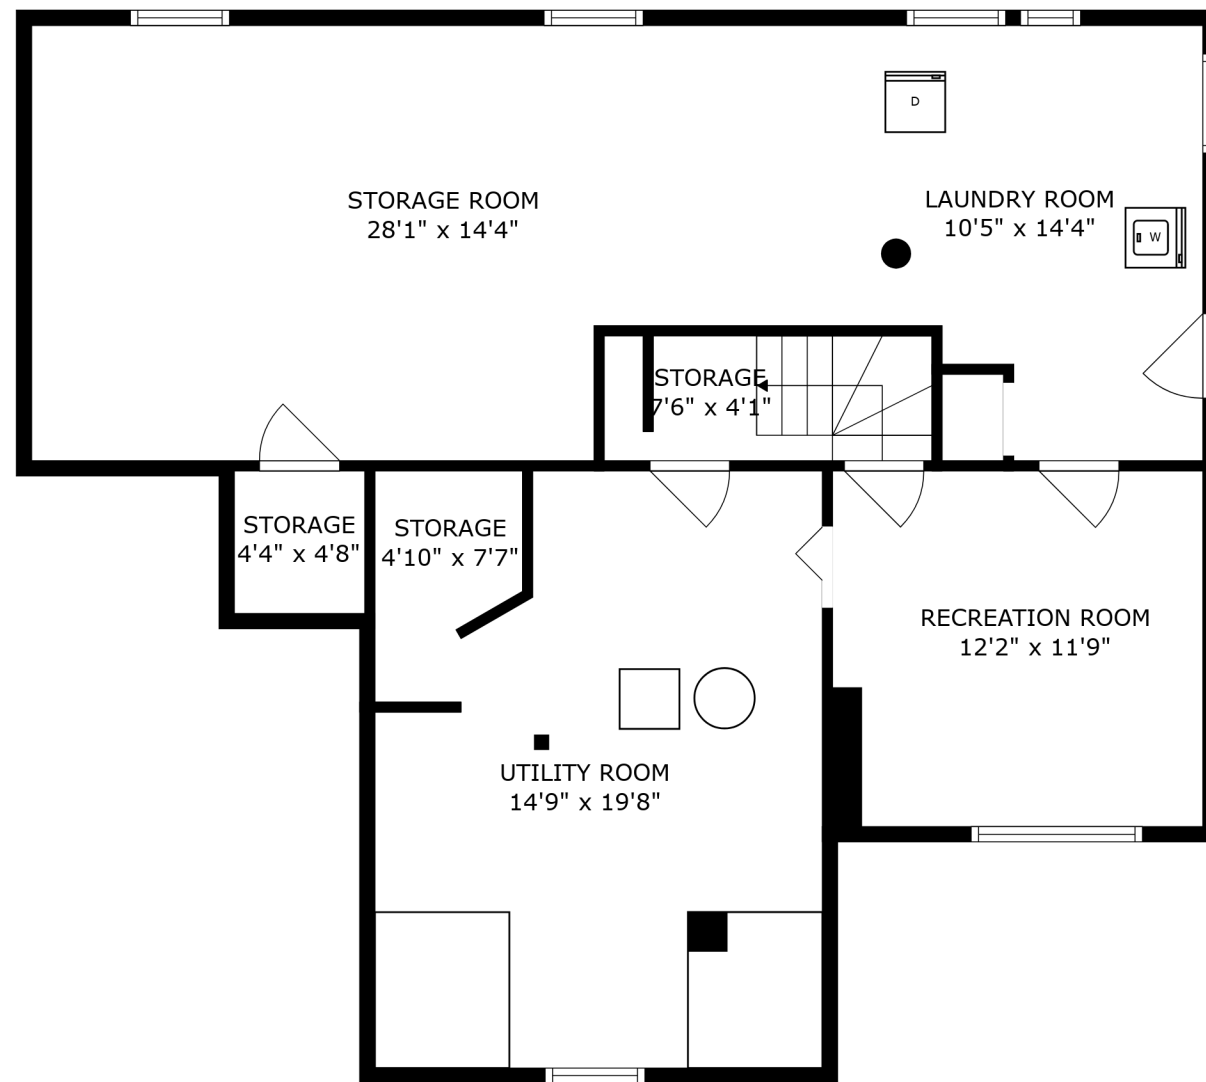 D
STORAGE ROOM
28'1" x 14'4"
LAUNDRY ROOM
10'5" x 14'4"
W
STORAGE
7'6" x 4'1"
STORAGE
4'4" x 4'8"
STORAGE
4'10" x 7'7"
RECREATION ROOM
12'2" x 11'9"
UTILITY ROOM
14'9" x 19'8"